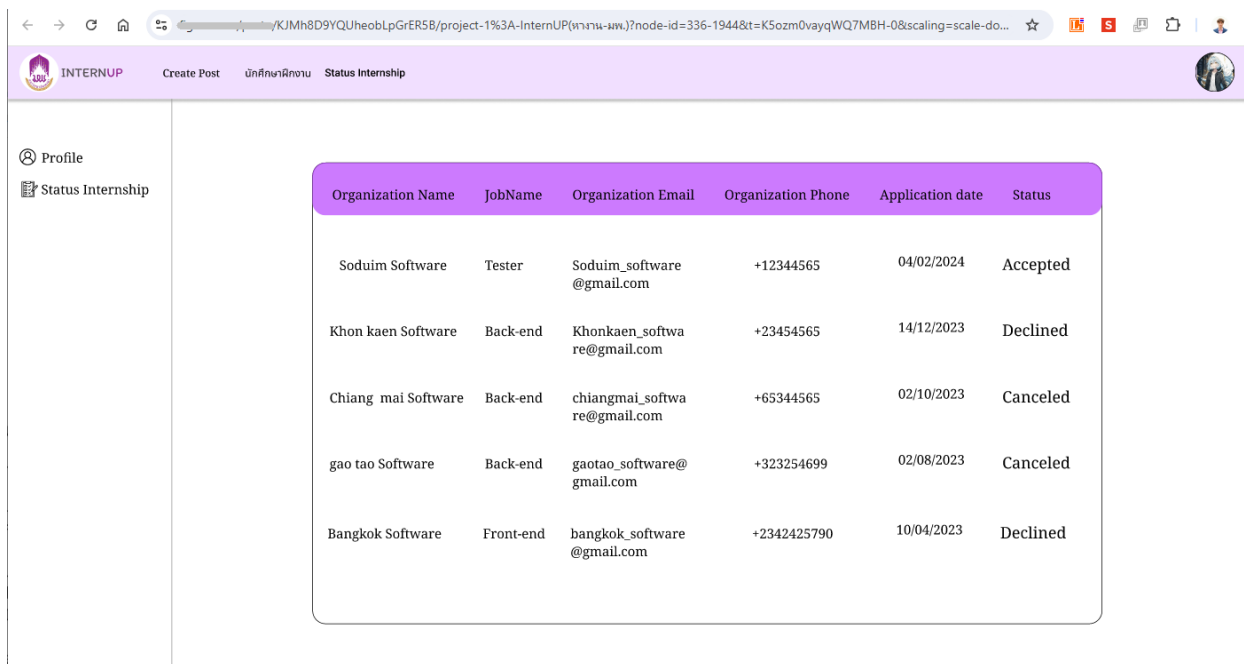 /KJMh8D9YQUheobLpGrER5B/project-1%3A-InternUP(หางาน-มพ.)?node-id=336-1944&t=K5ozm0vayqWQ7MBH-0&scaling=scale-do...
INTERNUP Create Post นักศึกษาฝึกงาน Status Internship
Profile
Status Internship
Organization Name JobName Organization Email Organization Phone Application date Status
Soduim Software Tester Soduim_software +12344565 04/02/2024 Accepted
@gmail.com
Khon kaen Software Back-end Khonkaen_softwa +23454565 14/12/2023 Declined
re@gmail.com
Chiang mai Software Back-end chiangmai_softwa +65344565 02/10/2023 Canceled
re@gmail.com
gao tao Software Back-end gaotao_software@ +323254699 02/08/2023 Canceled
gmail.com
Bangkok Software Front-end bangkok_software +2342425790 10/04/2023 Declined
@gmail.com